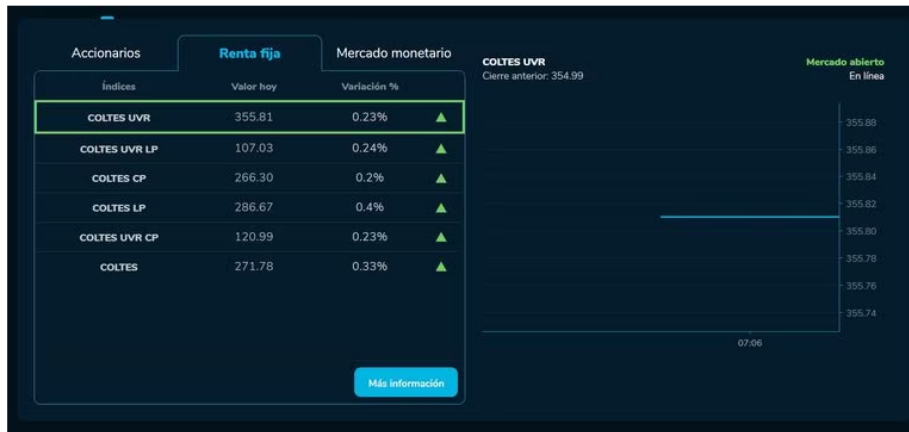 Accionarios Renta fija Mercado monetario
Índices Valor hoy Variación %
COLTES UVR 355.81 0.23%
COLTES UVR LP 107.03 0.24%
COLTES CP 266.30 0.2%
COLTES LP 286.67 0.4%
COLTES UVR CP 120.99 0.23%
COLTES 271.78 0.33%
Más información
COLTES UVR Mercado abierto
Cierre anterior: 354.99 En línea
355.88
355.86
355.84
355.82
355.80
355.78
355.76
355.74
07:06